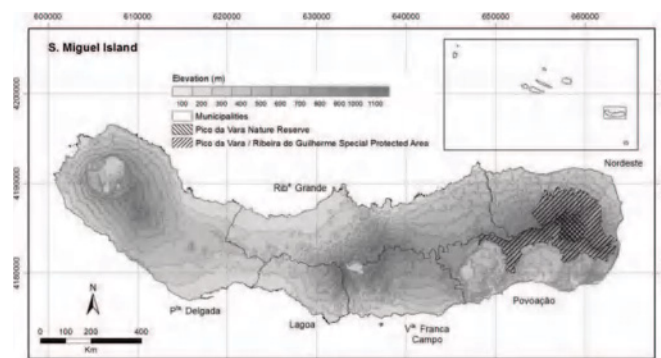 600000 610000 620000 630000 640000 650000 660000
S. Miguel Island
Elevation (m)
100 200 300 400 500 600 700 800 900 1000 1100
Municipalities
Pico da Vara Nature Reserve
Pico da Vara / Ribeira do Guilherme Special Protected Area
4200000
4190000
4180000
Nordeste
Ribª Grande
Povoação
Pta Delgada
Lagoa
Vla Franca
Campo
N
0 100 200 400
Km